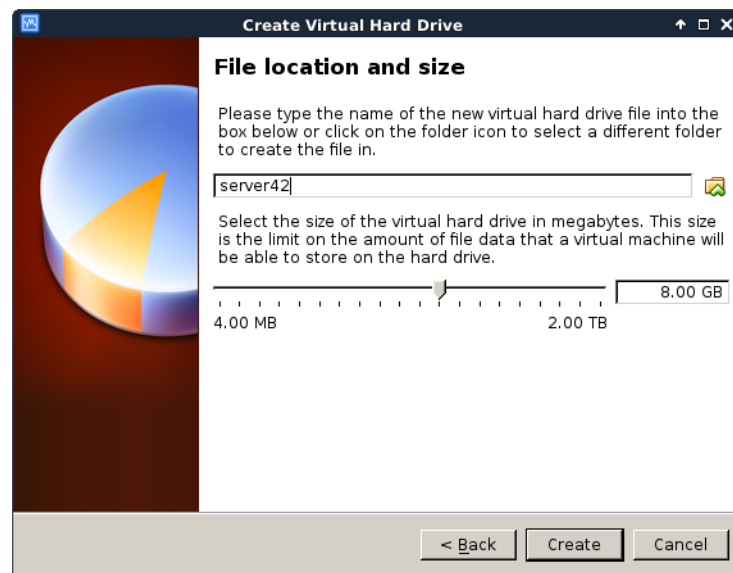 Create Virtual Hard Drive
File location and size
Please type the name of the new virtual hard drive file into the
box below or click on the folder icon to select a different folder
to create the file in.
server42
Select the size of the virtual hard drive in megabytes. This size
is the limit on the amount of file data that a virtual machine will
be able to store on the hard drive.
8.00 GB
4.00 MB 2.00 TB
< Back Create Cancel